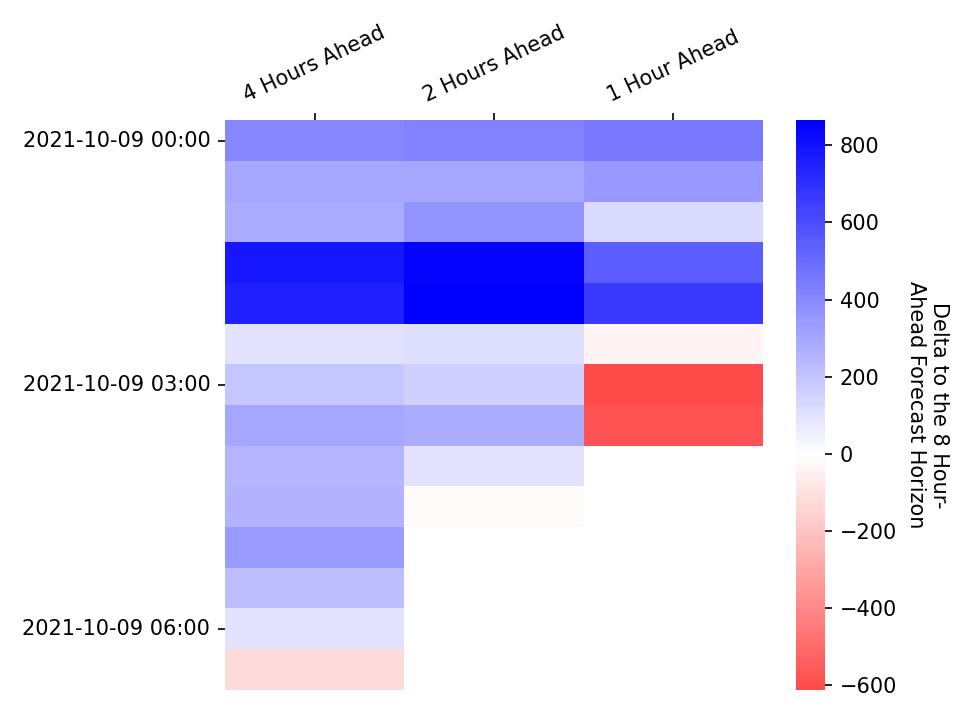 4 Hours Ahead
2 Hours Ahead
1 Hour Ahead
2021-10-09 00:00
2021-10-09 03:00
2021-10-09 06:00
800
600
400
200
0
−200
−400
−600
Delta to the 8 Hour-
Ahead Forecast Horizon